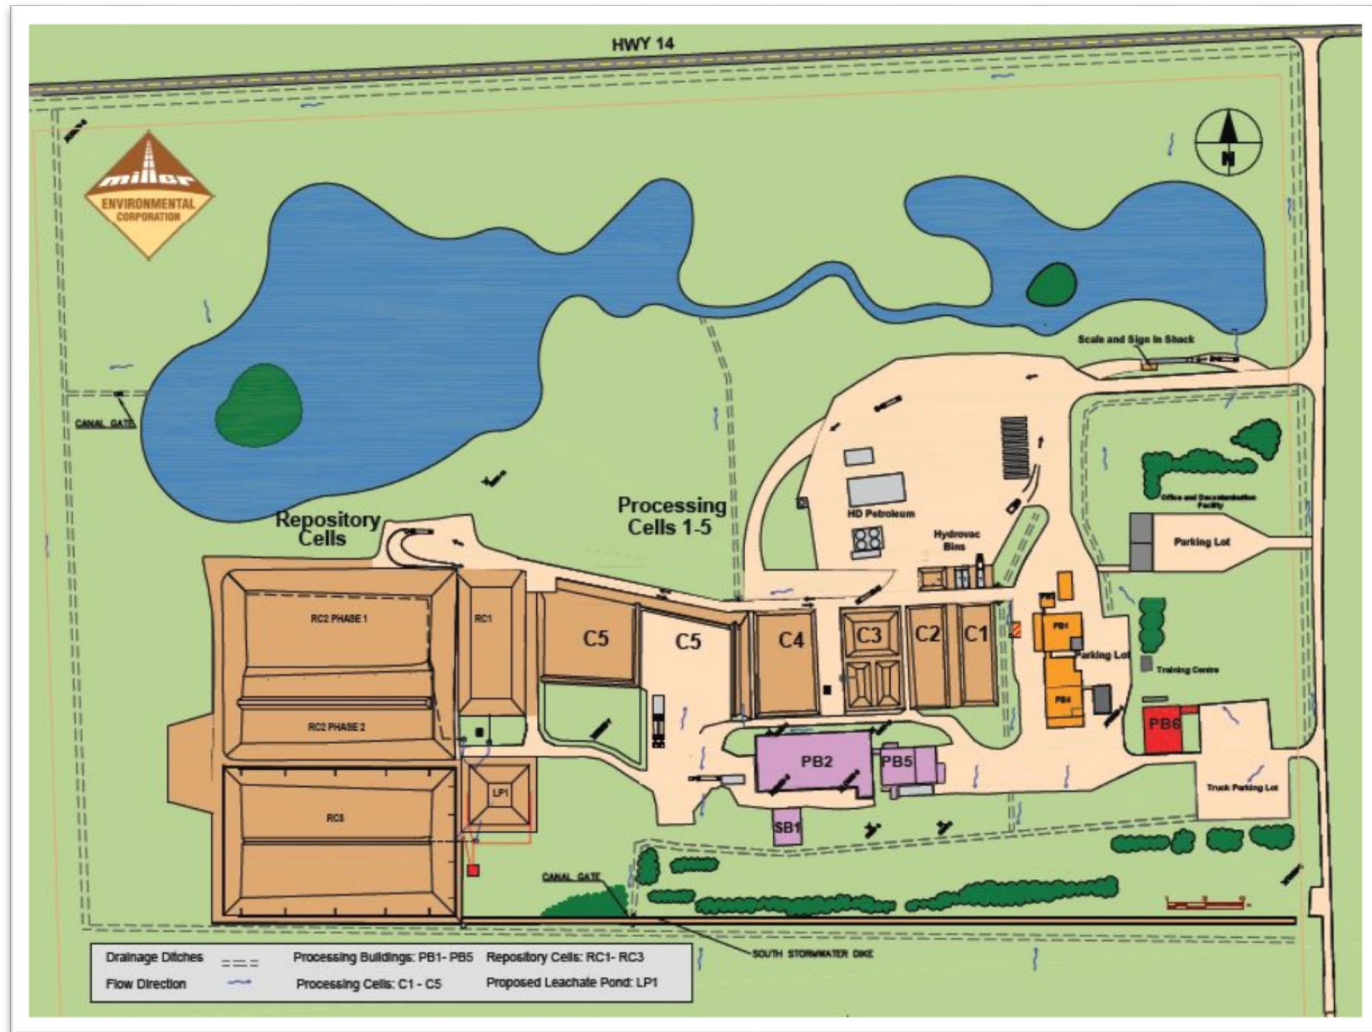 HWY 14
miller
ENVIRONMENTAL
CORPORATION
N
Scale and Sign In Shack
CANAL GATE
Repository
Cells
Processing
Cells 1-5
HD Petroleum
Hydrovac
Bins
Office and Decontamination
Facility
Parking Lot
RC2 PHASE 1
RC1
C5
C5
C4
C3
C2
C1
PB1
Parking Lot
Training Centre
PB4
RC2 PHASE 2
PB6
PB2
PB5
LP1
Truck Parking Lot
RC3
SB1
CANAL GATE
SOUTH STORMWATER DIKE
Drainage Ditches
Processing Buildings: PB1- PB5
Repository Cells: RC1- RC3
Flow Direction
Processing Cells: C1 - C5
Proposed Leachate Pond: LP1